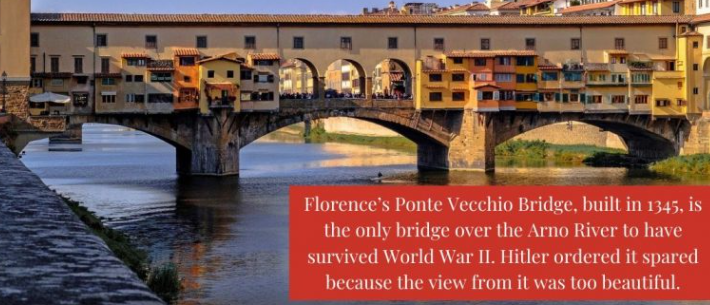 Florence's Ponte Vecchio Bridge, built in 1345, is
the only bridge over the Arno River to have
survived World War II. Hitler ordered it spared
because the view from it was too beautiful.